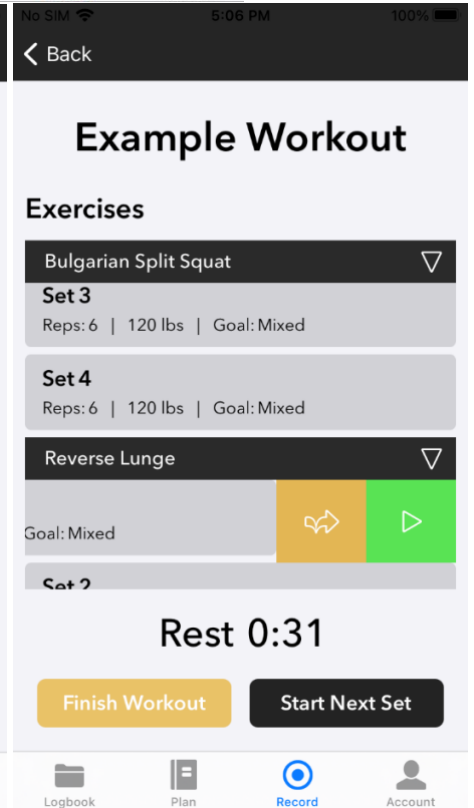 No SIM 5:06 PM 100%
Back
Example Workout
Exercises
Bulgarian Split Squat
Set 3
Reps: 6 | 120 lbs | Goal: Mixed
Set 4
Reps: 6 | 120 lbs | Goal: Mixed
Reverse Lunge
Goal: Mixed
Set 2
Rest 0:31
Finish Workout Start Next Set
Logbook Plan Record Account